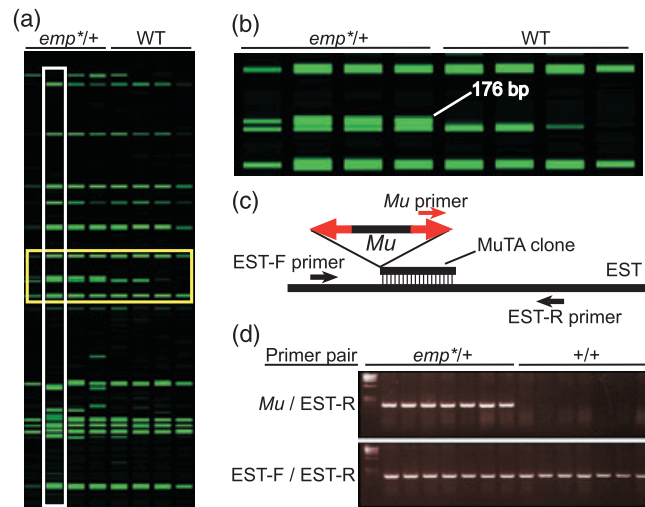 (a)
emp*/+ WT
(b)
emp*/+ WT
176 bp
(c)
Mu primer
Mu
MuTA clone
EST-F primer
EST
EST-R primer
(d)
Primer pair emp*/+ +/+
Mu / EST-R
EST-F / EST-R